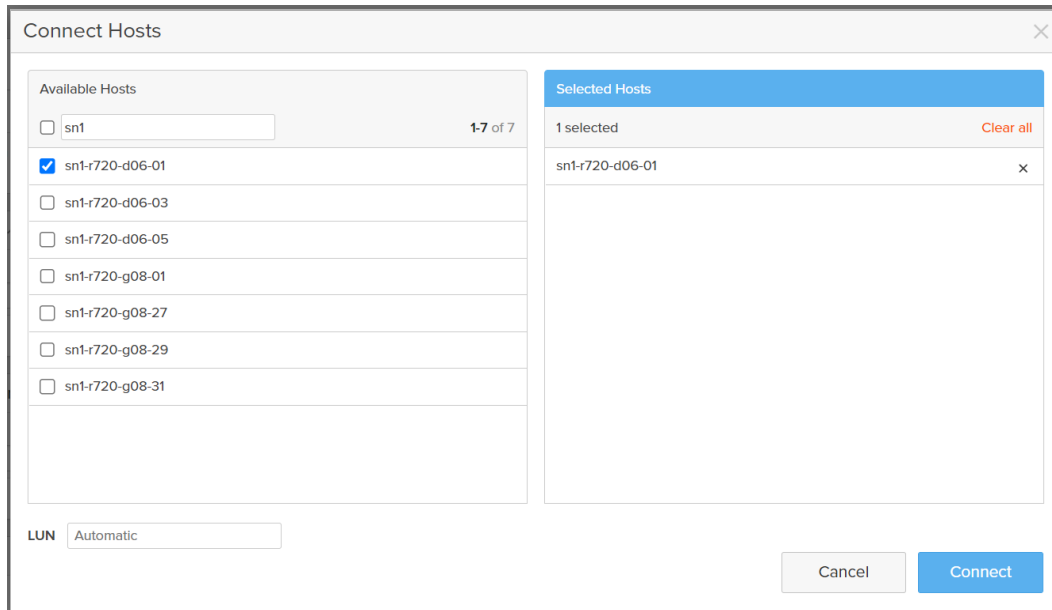 Connect Hosts
Available Hosts
sn1
1-7 of 7
sn1-r720-d06-01
sn1-r720-d06-03
sn1-r720-d06-05
sn1-r720-g08-01
sn1-r720-g08-27
sn1-r720-g08-29
sn1-r720-g08-31
Selected Hosts
1 selected
Clear all
sn1-r720-d06-01
LUN
Automatic
Cancel
Connect